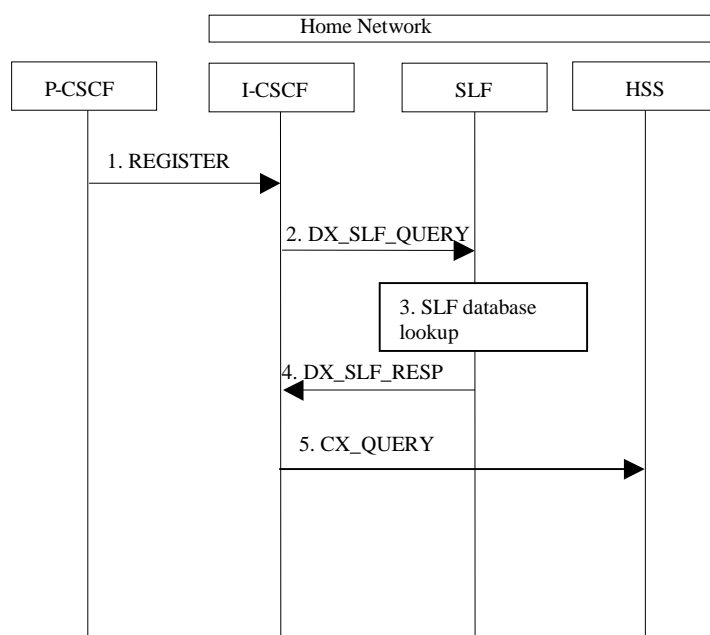 Home Network
P-CSCF
I-CSCF
SLF
HSS
1. REGISTER
2. DX_SLF_QUERY
3. SLF database
lookup
4. DX_SLF_RESP
5. CX_QUERY